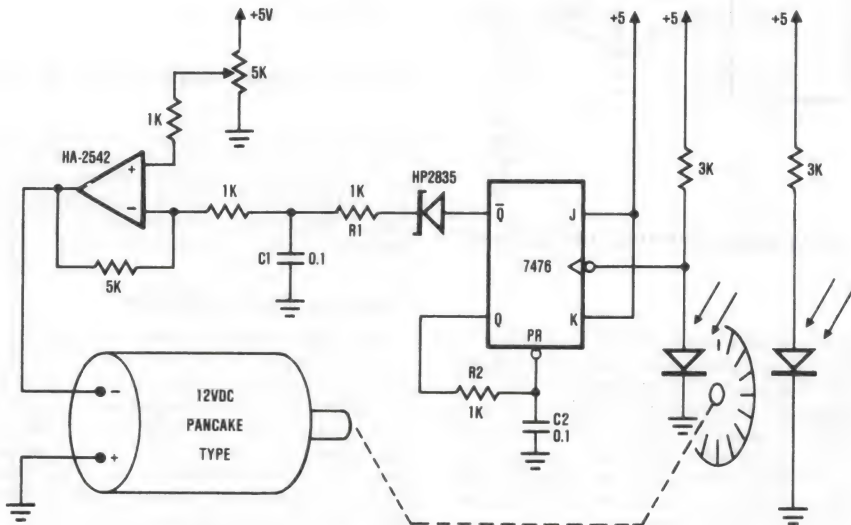 +5V
5K
1K
HA-2542
+
-
5K
1K
C1
0.1
1K
R1
HP2835
Q̅
J
7476
Q
K
PR
R2
1K
C2
0.1
+5
+5
3K
3K
12VDC
PANCAKE
TYPE
-
+